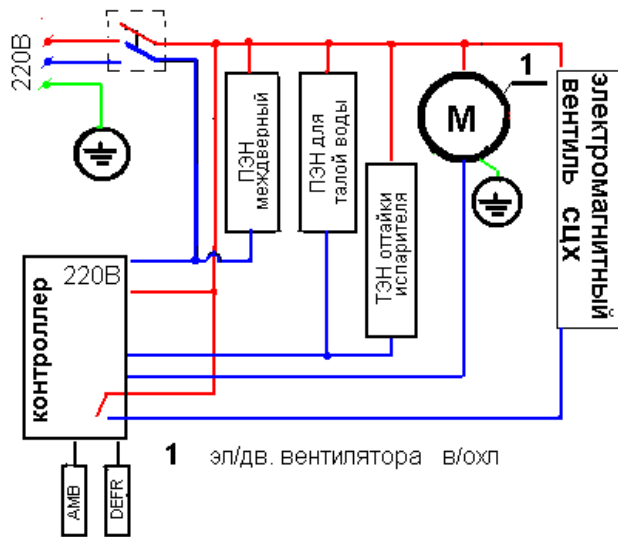 220В
1
ПЭН
междверный
ПЭН для
талой воды
ТЭН оттайки
испарителя
М
электромагнитный
вентиль СЦХ
контроллер
220В
AMB
DEFR
1 эл/дв. вентилятора в/охл